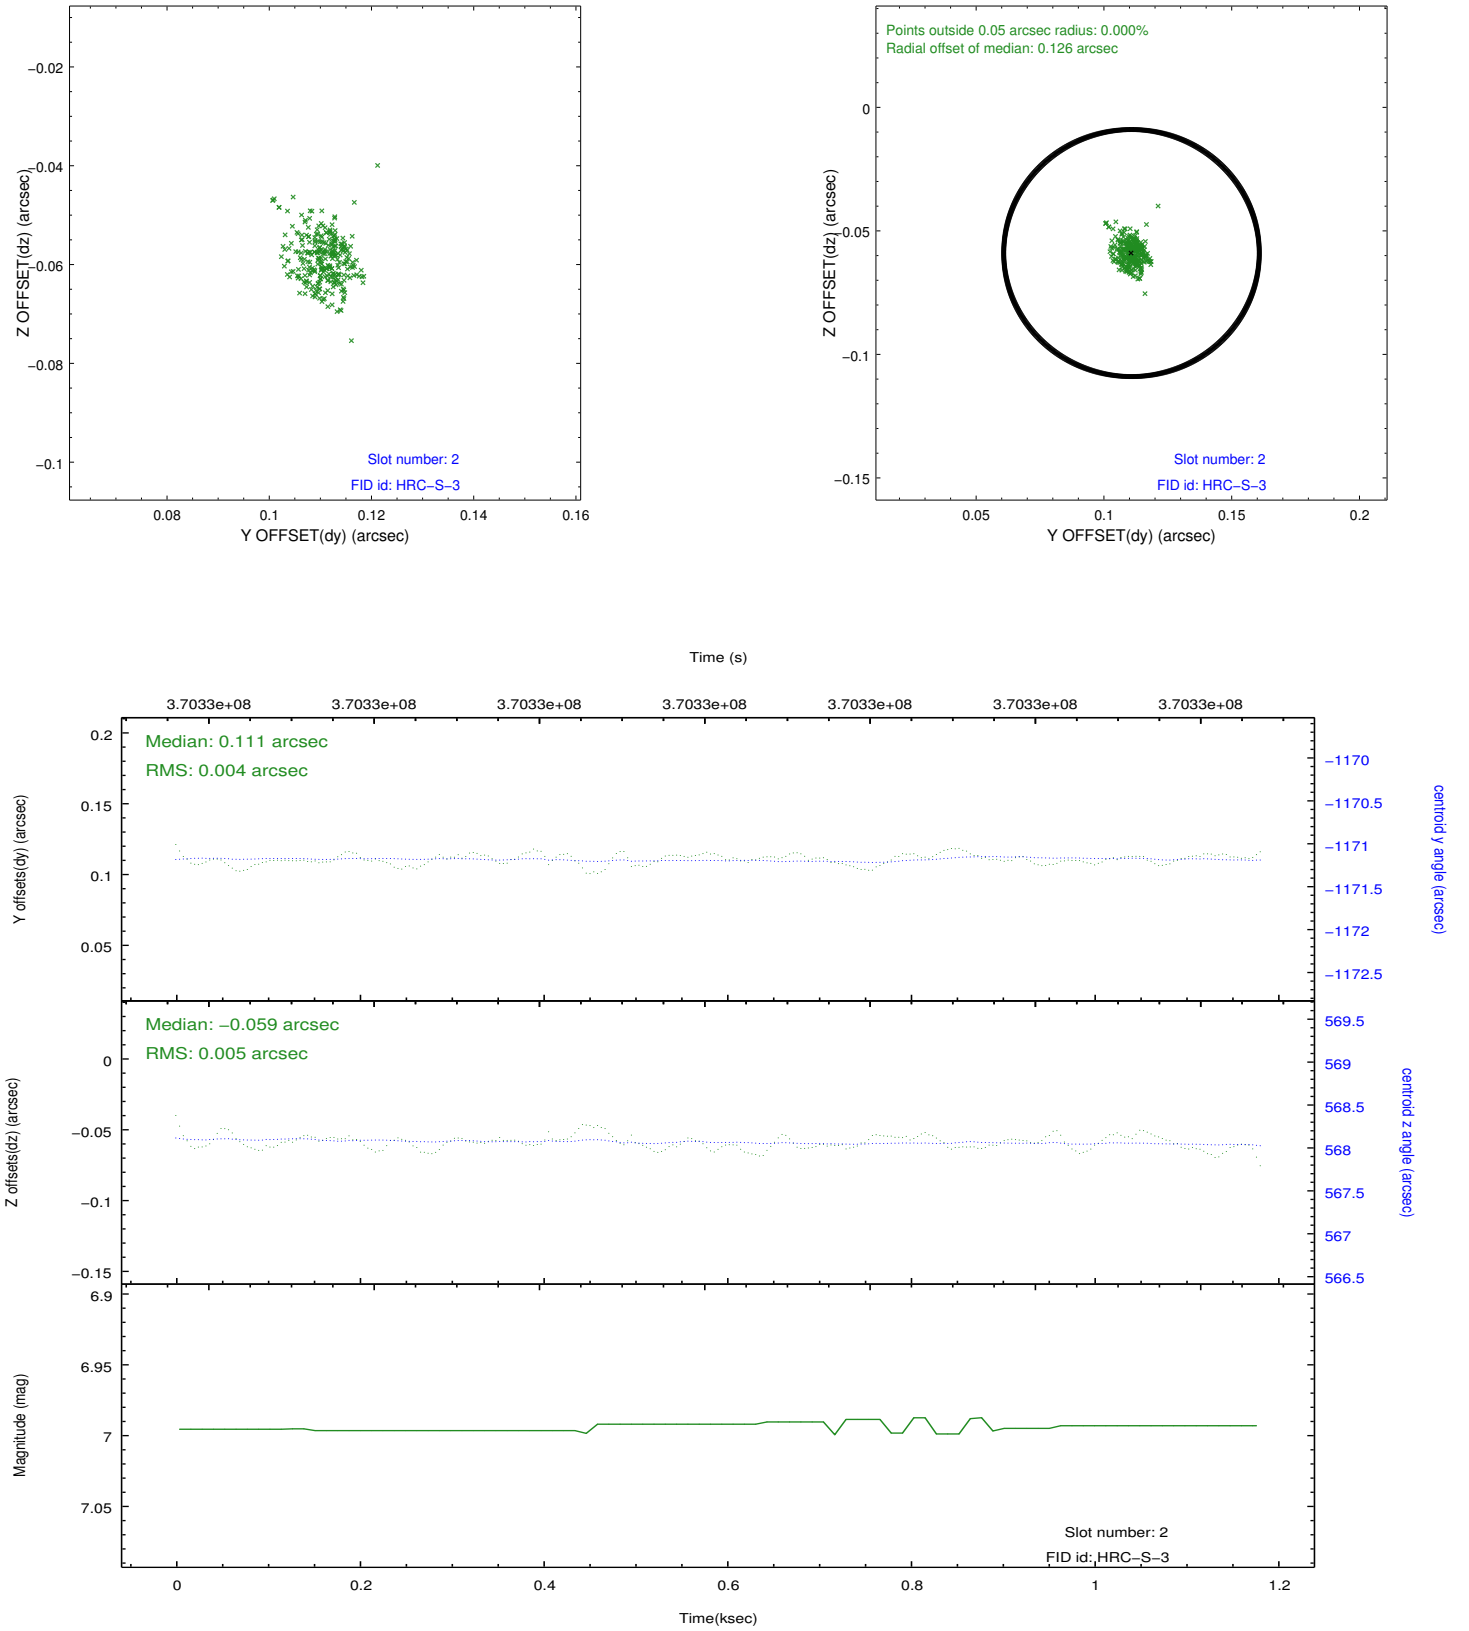 −0.02
−0.04
−0.06
−0.08
−0.1
Z OFFSET(dz) (arcsec)
Slot number: 2
FID id: HRC−S−3
0.08
0.1
0.12
0.14
0.16
Y OFFSET(dy) (arcsec)
Points outside 0.05 arcsec radius: 0.000%
Radial offset of median: 0.126 arcsec
0
−0.05
−0.1
−0.15
Z OFFSET(dz) (arcsec)
Slot number: 2
FID id: HRC−S−3
0.05
0.1
0.15
0.2
Y OFFSET(dy) (arcsec)
Time (s)
3.7033e+08
3.7033e+08
3.7033e+08
3.7033e+08
3.7033e+08
3.7033e+08
3.7033e+08
Median: 0.111 arcsec
RMS: 0.004 arcsec
0.2
0.15
0.1
0.05
Y offsets(dy) (arcsec)
−1170
−1170.5
−1171
−1171.5
−1172
−1172.5
centroid y angle (arcsec)
Median: −0.059 arcsec
RMS: 0.005 arcsec
0
−0.05
−0.1
−0.15
Z offsets(dz) (arcsec)
569.5
569
568.5
568
567.5
567
566.5
centroid z angle (arcsec)
6.9
6.95
7
7.05
Magnitude (mag)
Slot number: 2
FID id: HRC−S−3
0
0.2
0.4
0.6
0.8
1
1.2
Time(ksec)